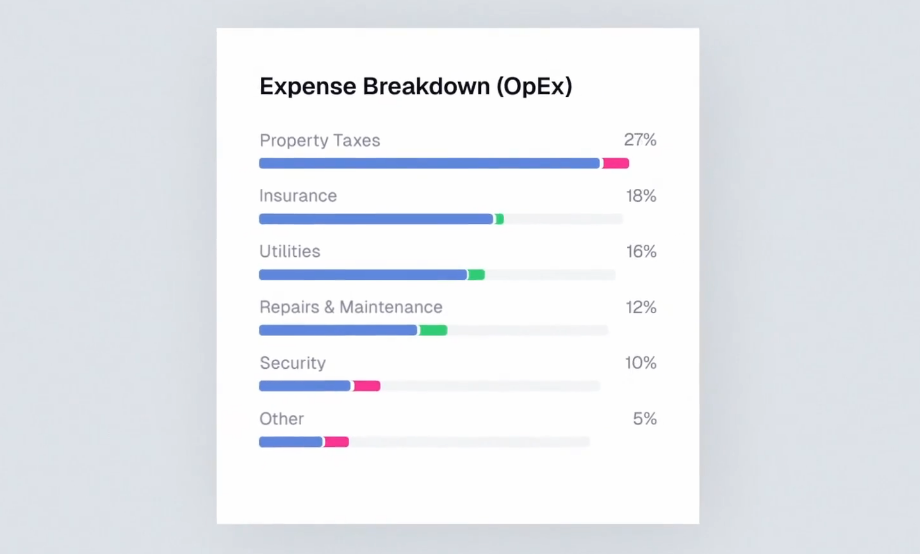 Expense Breakdown (OpEx)
Property Taxes 27%
Insurance 18%
Utilities 16%
Repairs & Maintenance 12%
Security 10%
Other 5%